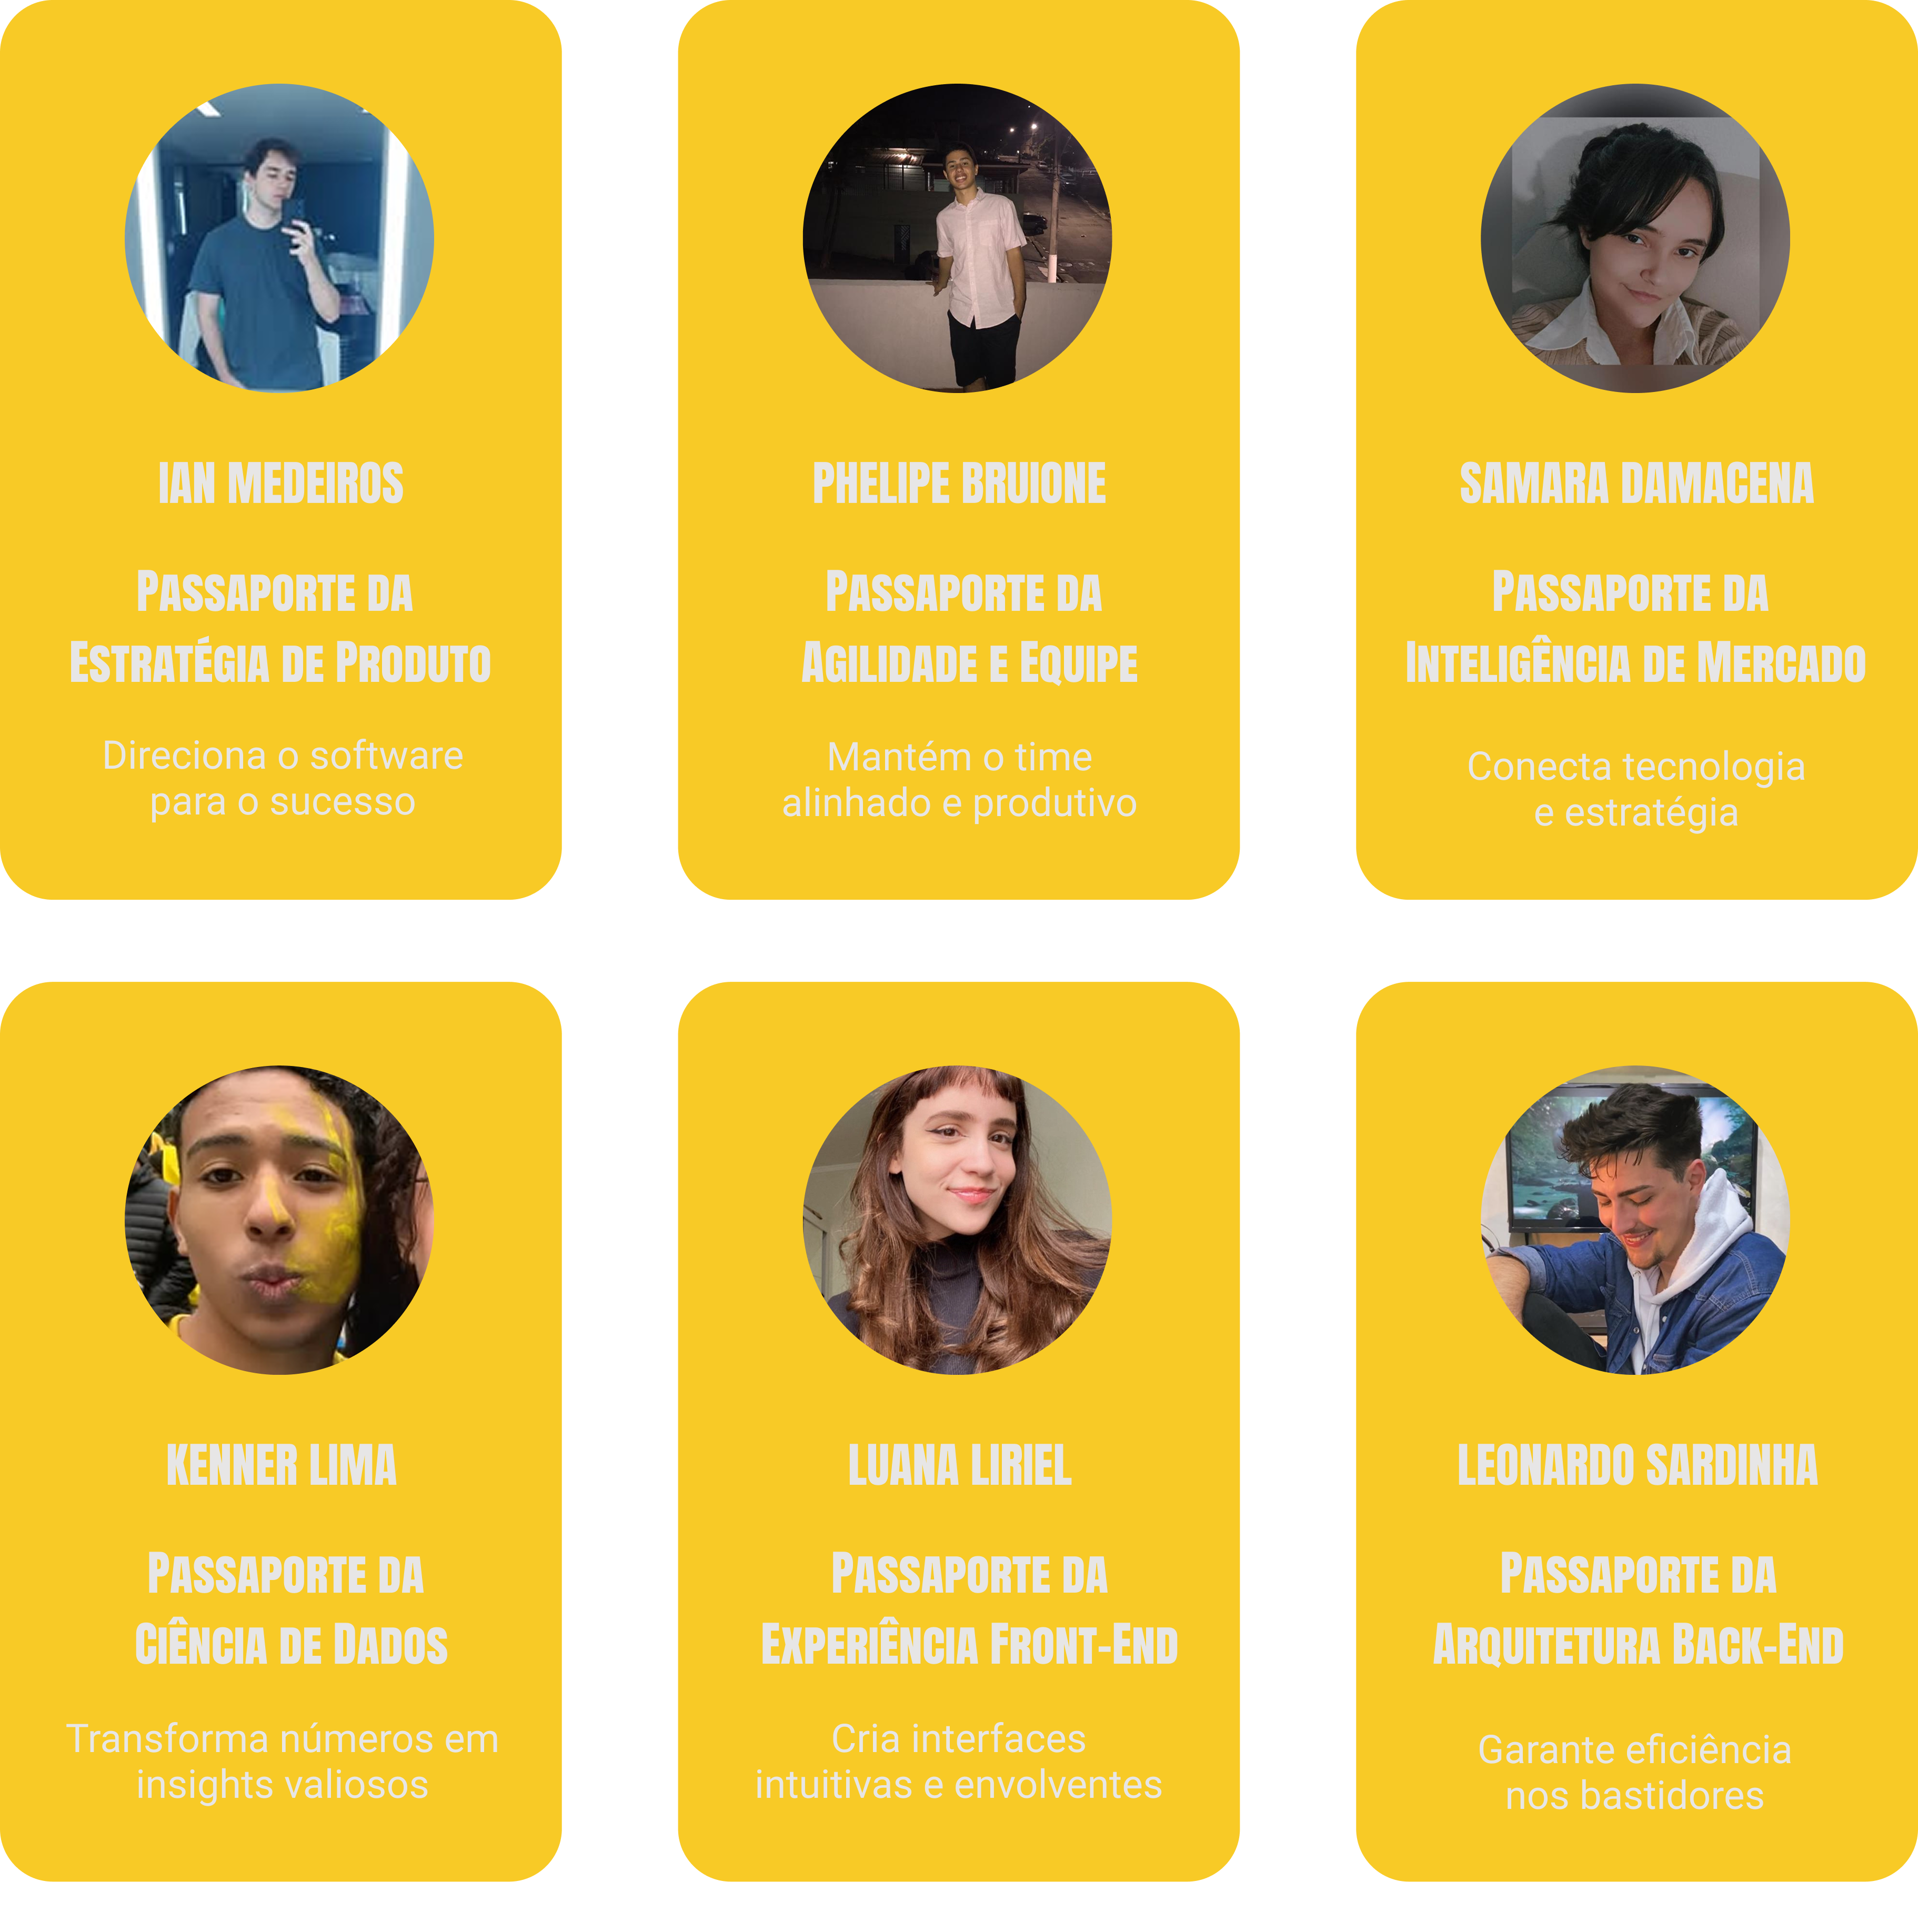 IAN MEDEIROS
Passaporte da
Estratégia de Produto
Direciona o software
para o sucesso
PHELIPE BRUIONE
Passaporte da
Agilidade e Equipe
Mantém o time
alinhado e produtivo
SAMARA DAMACENA
Passaporte da
Inteligência de Mercado
Conecta tecnologia
e estratégia
KENNER LIMA
Passaporte da
Ciência de Dados
Transforma números em
insights valiosos
LUANA LIRIEL
Passaporte da
Experiência Front-End
Cria interfaces
intuitivas e envolventes
LEONARDO SARDINHA
Passaporte da
Arquitetura Back-End
Garante eficiência
nos bastidores